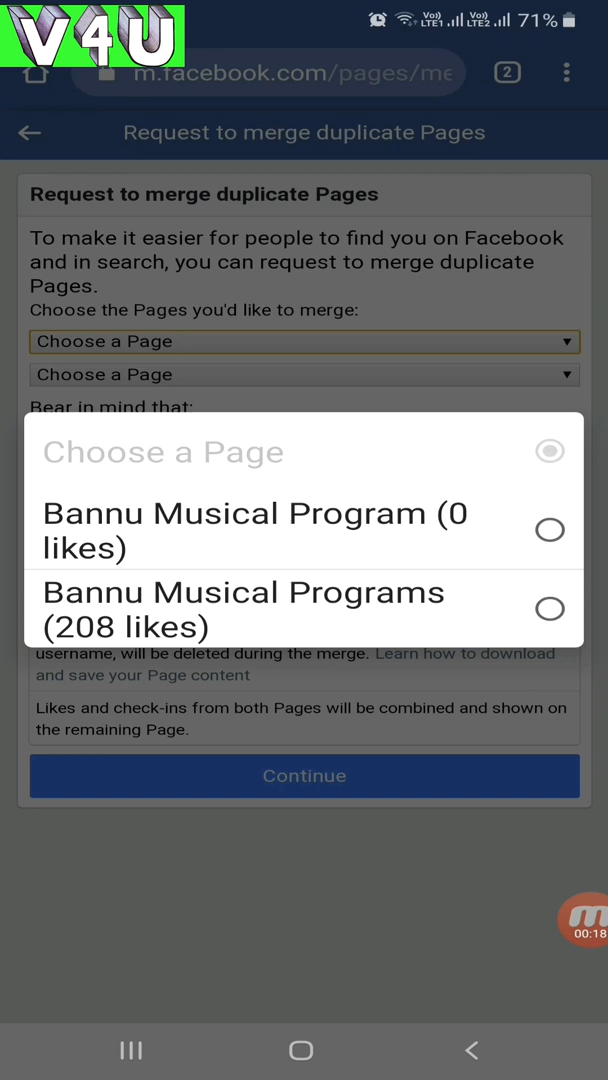 V4U
Vo)) LTE1 Vo)) LTE2 71%
m.facebook.com/pages/me
2
Request to merge duplicate Pages
Request to merge duplicate Pages
To make it easier for people to find you on Facebook
and in search, you can request to merge duplicate
Pages.
Choose the Pages you'd like to merge:
Choose a Page
Choose a Page
Bear in mind that:
Choose a Page
Bannu Musical Program (0
likes)
Bannu Musical Programs
(208 likes)
username, will be deleted during the merge. Learn how to download
and save your Page content
Likes and check-ins from both Pages will be combined and shown on
the remaining Page.
Continue
00:18